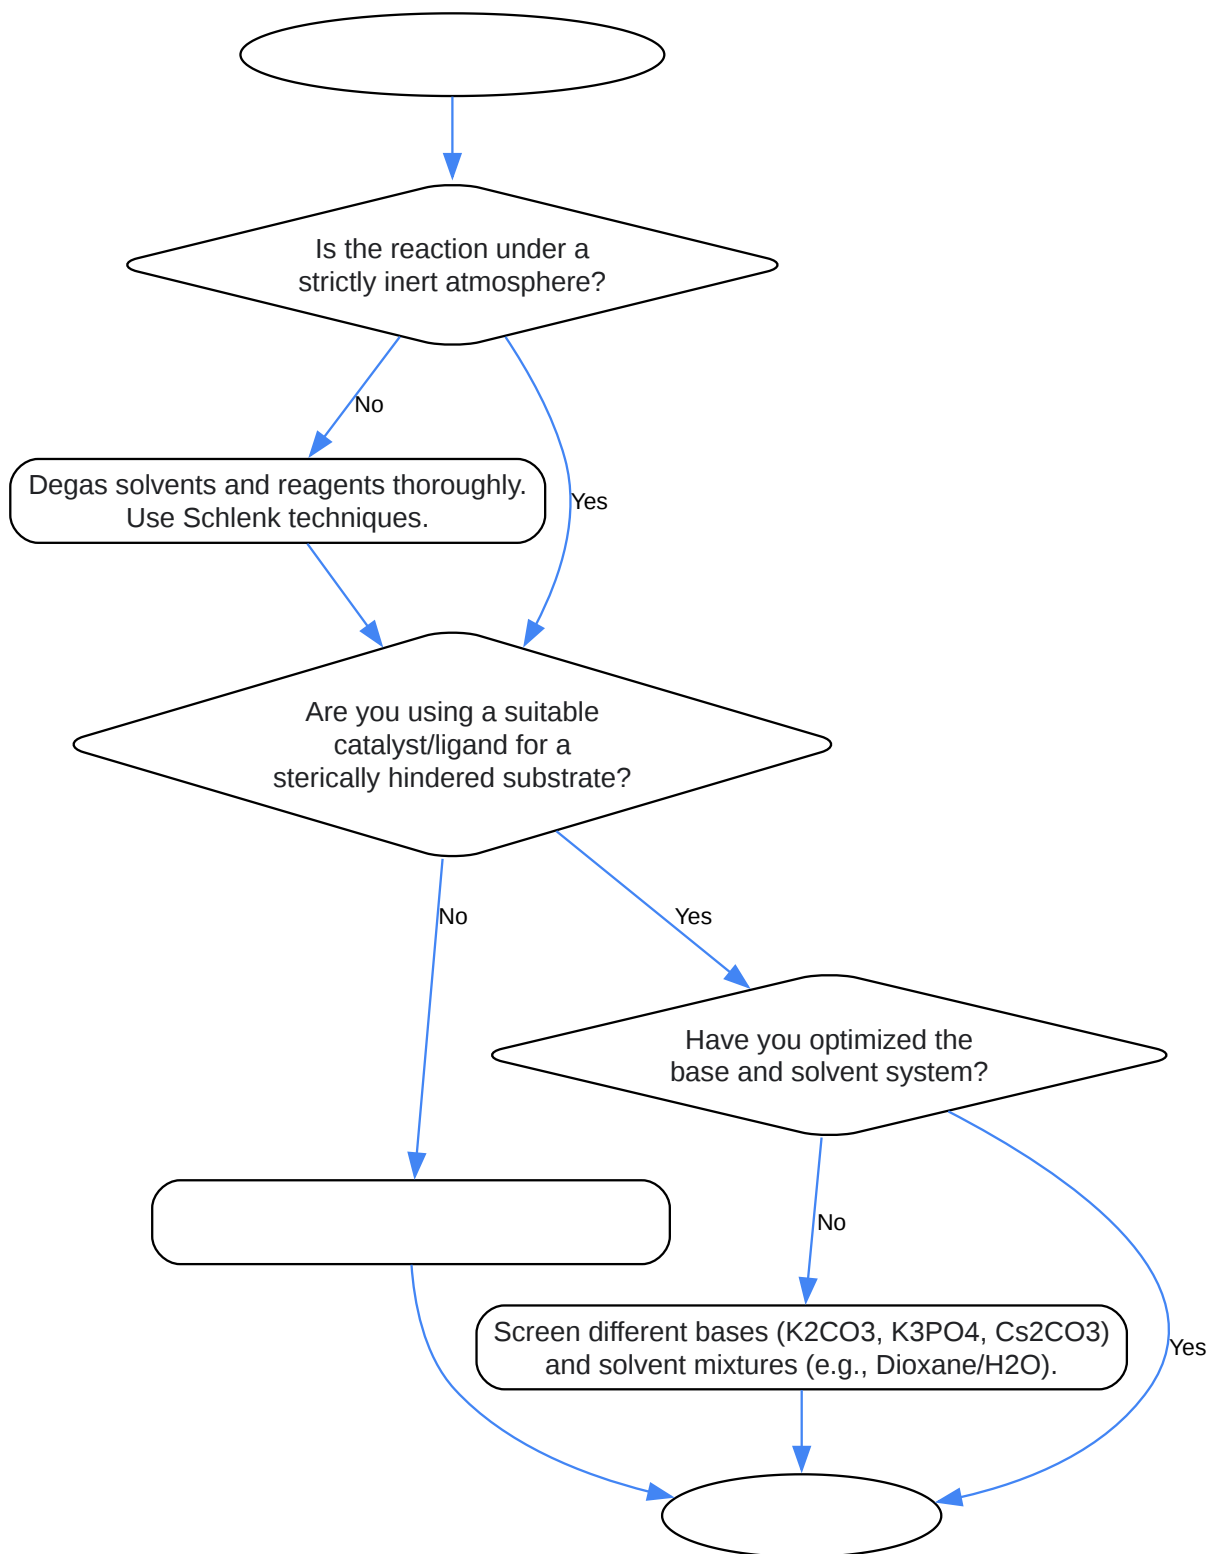 Is the reaction under a
strictly inert atmosphere?
No
Degas solvents and reagents thoroughly.
Use Schlenk techniques.
Yes
Are you using a suitable
catalyst/ligand for a
sterically hindered substrate?
No
Yes
Have you optimized the
base and solvent system?
No
Screen different bases (K2CO3, K3PO4, Cs2CO3)
and solvent mixtures (e.g., Dioxane/H2O).
Yes